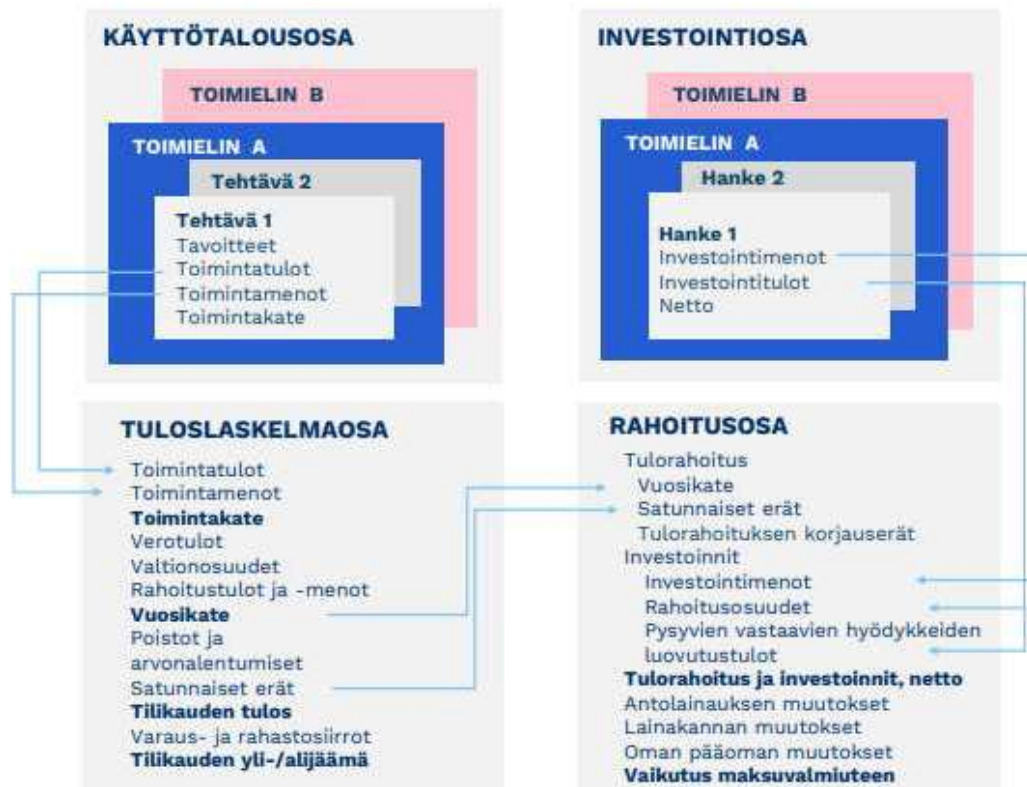 KÄYTTÖTALOUSOSA
TOIMIELIN B
TOIMIELIN A
Tehtävä 2
Tehtävä 1
Tavoitteet
Toimintatulot
Toimintamenot
Toimintakate
INVESTOINTIOSA
TOIMIELIN B
TOIMIELIN A
Hanke 2
Hanke 1
Investointimenot
Investointitulot
Netto
TULOSLASKELMAOSA
Toimintatulot
Toimintamenot
Toimintakate
Verotulot
Valtionosuudet
Rahoitustulot ja -menot
Vuosikate
Poistot ja
arvonalentumiset
Satunnaiset erät
Tilikauden tulos
Varaus- ja rahastosiirrot
Tilikauden yli-/alijäämä
RAHOITUSOSA
Tulorahoitus
Vuosikate
Satunnaiset erät
Tulorahoituksen korjauserät
Investoinnit
Investointimenot
Rahoitusosuudet
Pysyvien vastaavien hyödykkeiden
luovutustulot
Tulorahoitus ja investoinnit, netto
Antolainauksen muutokset
Lainakannan muutokset
Oman pääoman muutokset
Vaikutus maksuvalmiuteen